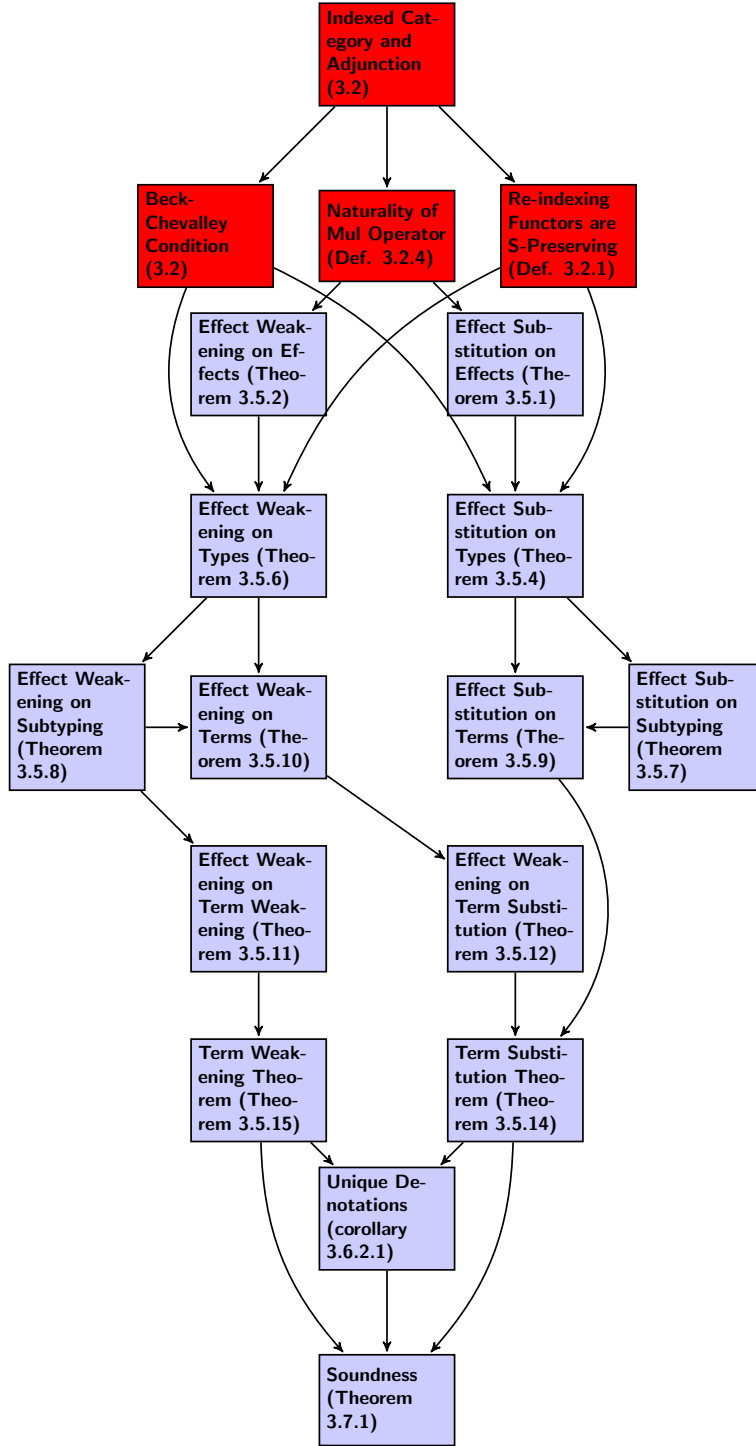 Indexed Cat-
egory and
Adjunction
(3.2)
Beck-
Chevalley
Condition
(3.2)
Naturality of
Mul Operator
(Def. 3.2.4)
Re-indexing
Functors are
S-Preserving
(Def. 3.2.1)
Effect Weak-
ening on Ef-
fects (Theo-
rem 3.5.2)
Effect Sub-
stitution on
Effects (The-
orem 3.5.1)
Effect Weak-
ening on
Types (Theo-
rem 3.5.6)
Effect Sub-
stitution on
Types (Theo-
rem 3.5.4)
Effect Weak-
ening on
Subtyping
(Theorem
3.5.8)
Effect Weak-
ening on
Terms (The-
orem 3.5.10)
Effect Sub-
stitution on
Terms (The-
orem 3.5.9)
Effect Sub-
stitution on
Subtyping
(Theorem
3.5.7)
Effect Weak-
ening on
Term Weak-
ening (Theo-
rem 3.5.11)
Effect Weak-
ening on
Term Substi-
tution (Theo-
rem 3.5.12)
Term Weak-
ening Theo-
rem (Theo-
rem 3.5.15)
Term Substi-
tution Theo-
rem (Theo-
rem 3.5.14)
Unique De-
notations
(corollary
3.6.2.1)
Soundness
(Theorem
3.7.1)